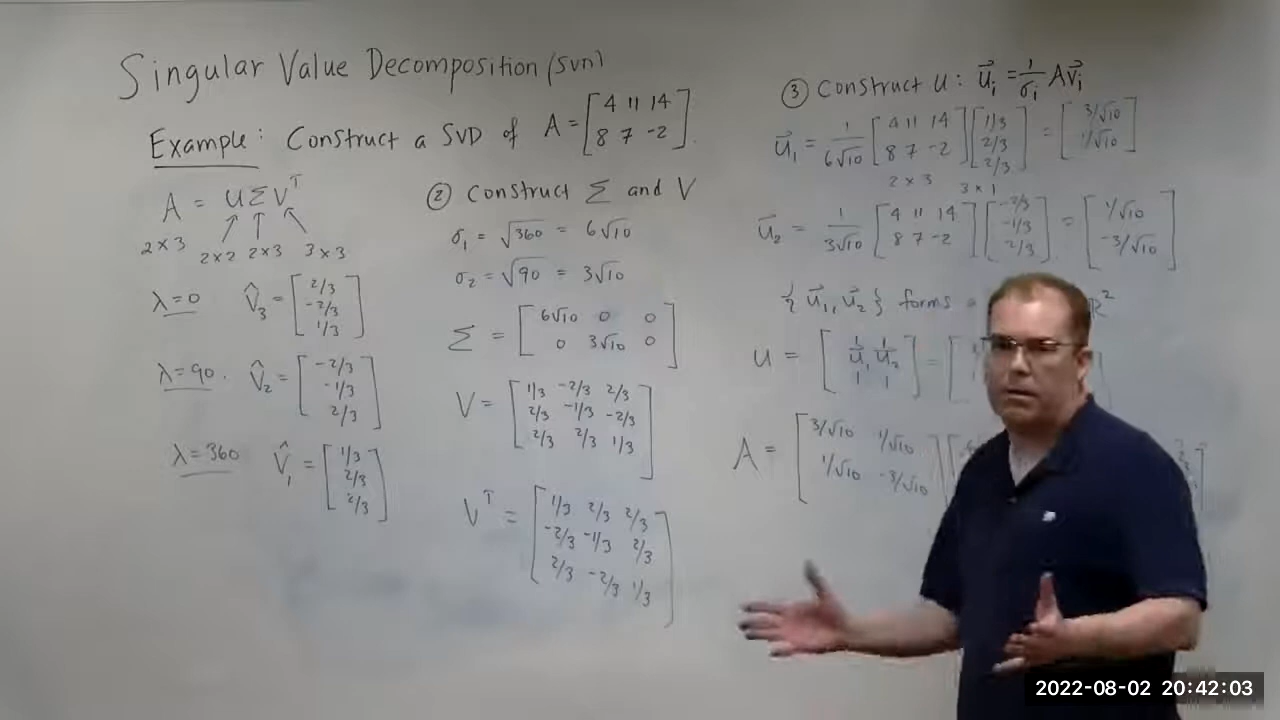 Singular Value Decomposition (SVD)
Example: Construct a SVD of A = [4 11 14
8 7 -2].
A = UΣVᵀ
2×3 2×2 2×3 3×3
λ=0 v̂₃ = [2/3
-2/3
1/3]
λ=90. v̂₂ = [-2/3
-1/3
2/3]
λ=360 v̂₁ = [1/3
2/3
2/3]
② Construct Σ and V
σ₁ = √360 = 6√10
σ₂ = √90 = 3√10
Σ = [6√10 0 0
0 3√10 0]
V = [1/3 -2/3 2/3
2/3 -1/3 -2/3
2/3 2/3 1/3]
Vᵀ = [1/3 2/3 2/3
-2/3 -1/3 2/3
2/3 -2/3 1/3]
③ Construct U: u⃗ᵢ = 1/σᵢ Av⃗ᵢ
u⃗₁ = 1/6√10 [4 11 14
8 7 -2] [1/3
2/3
2/3] = [3/√10
1/√10]
2×3 3×1
u⃗₂ = 1/3√10 [4 11 14
8 7 -2] [-2/3
-1/3
2/3] = [1/√10
-3/√10]
{u⃗₁, u⃗₂} forms a ℝ²
U = [u⃗₁ u⃗₂] = [
A = [3/√10 1/√10
1/√10 -3/√10] [
2022-08-02 20:42:03